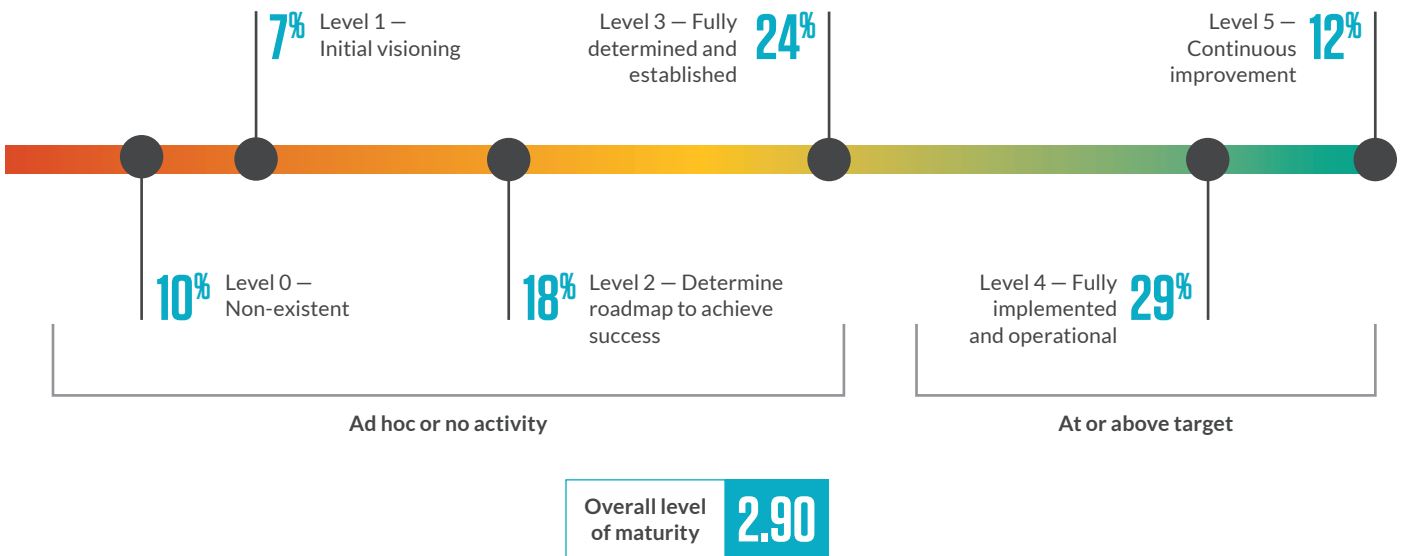 7% Level 1 —
Initial visioning
Level 3 — Fully
determined and
established
24%
Level 5 —
Continuous
improvement
12%
10% Level 0 —
Non-existent
18% Level 2 — Determine
roadmap to achieve
success
Level 4 — Fully
implemented
and operational
29%
Ad hoc or no activity
At or above target
Overall level
of maturity
2.90